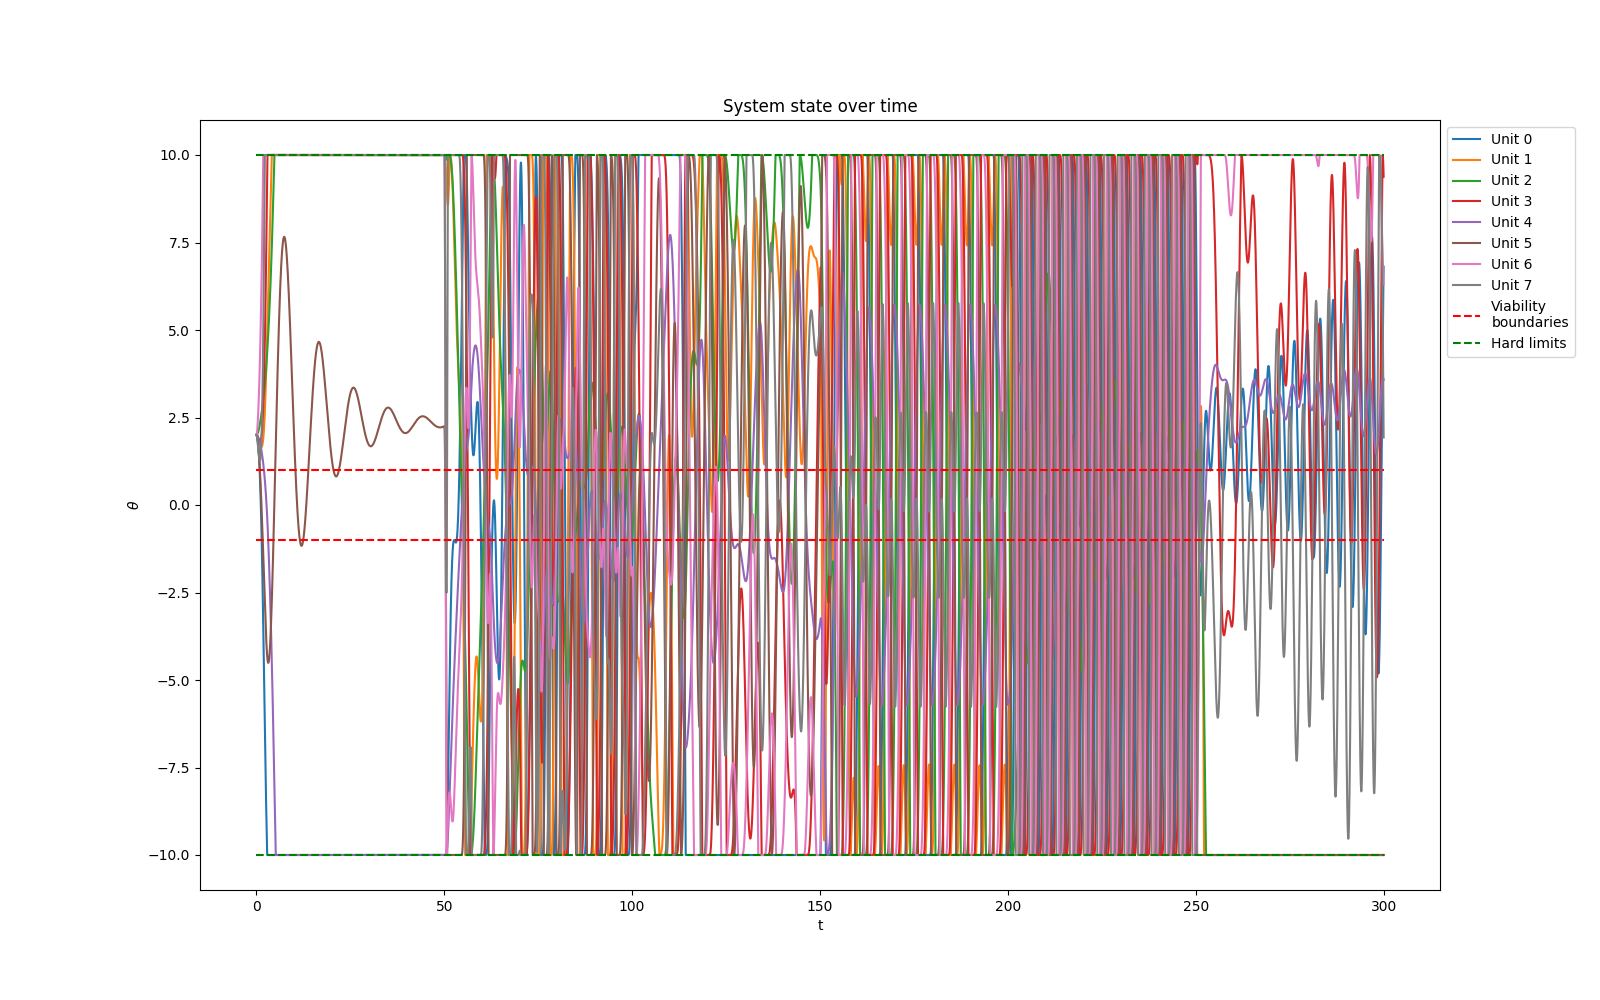 System state over time
10.0
7.5
5.0
2.5
0.0
−2.5
−5.0
−7.5
−10.0
θ
0
50
100
150
200
250
300
t
Unit 0
Unit 1
Unit 2
Unit 3
Unit 4
Unit 5
Unit 6
Unit 7
Viability
boundaries
Hard limits